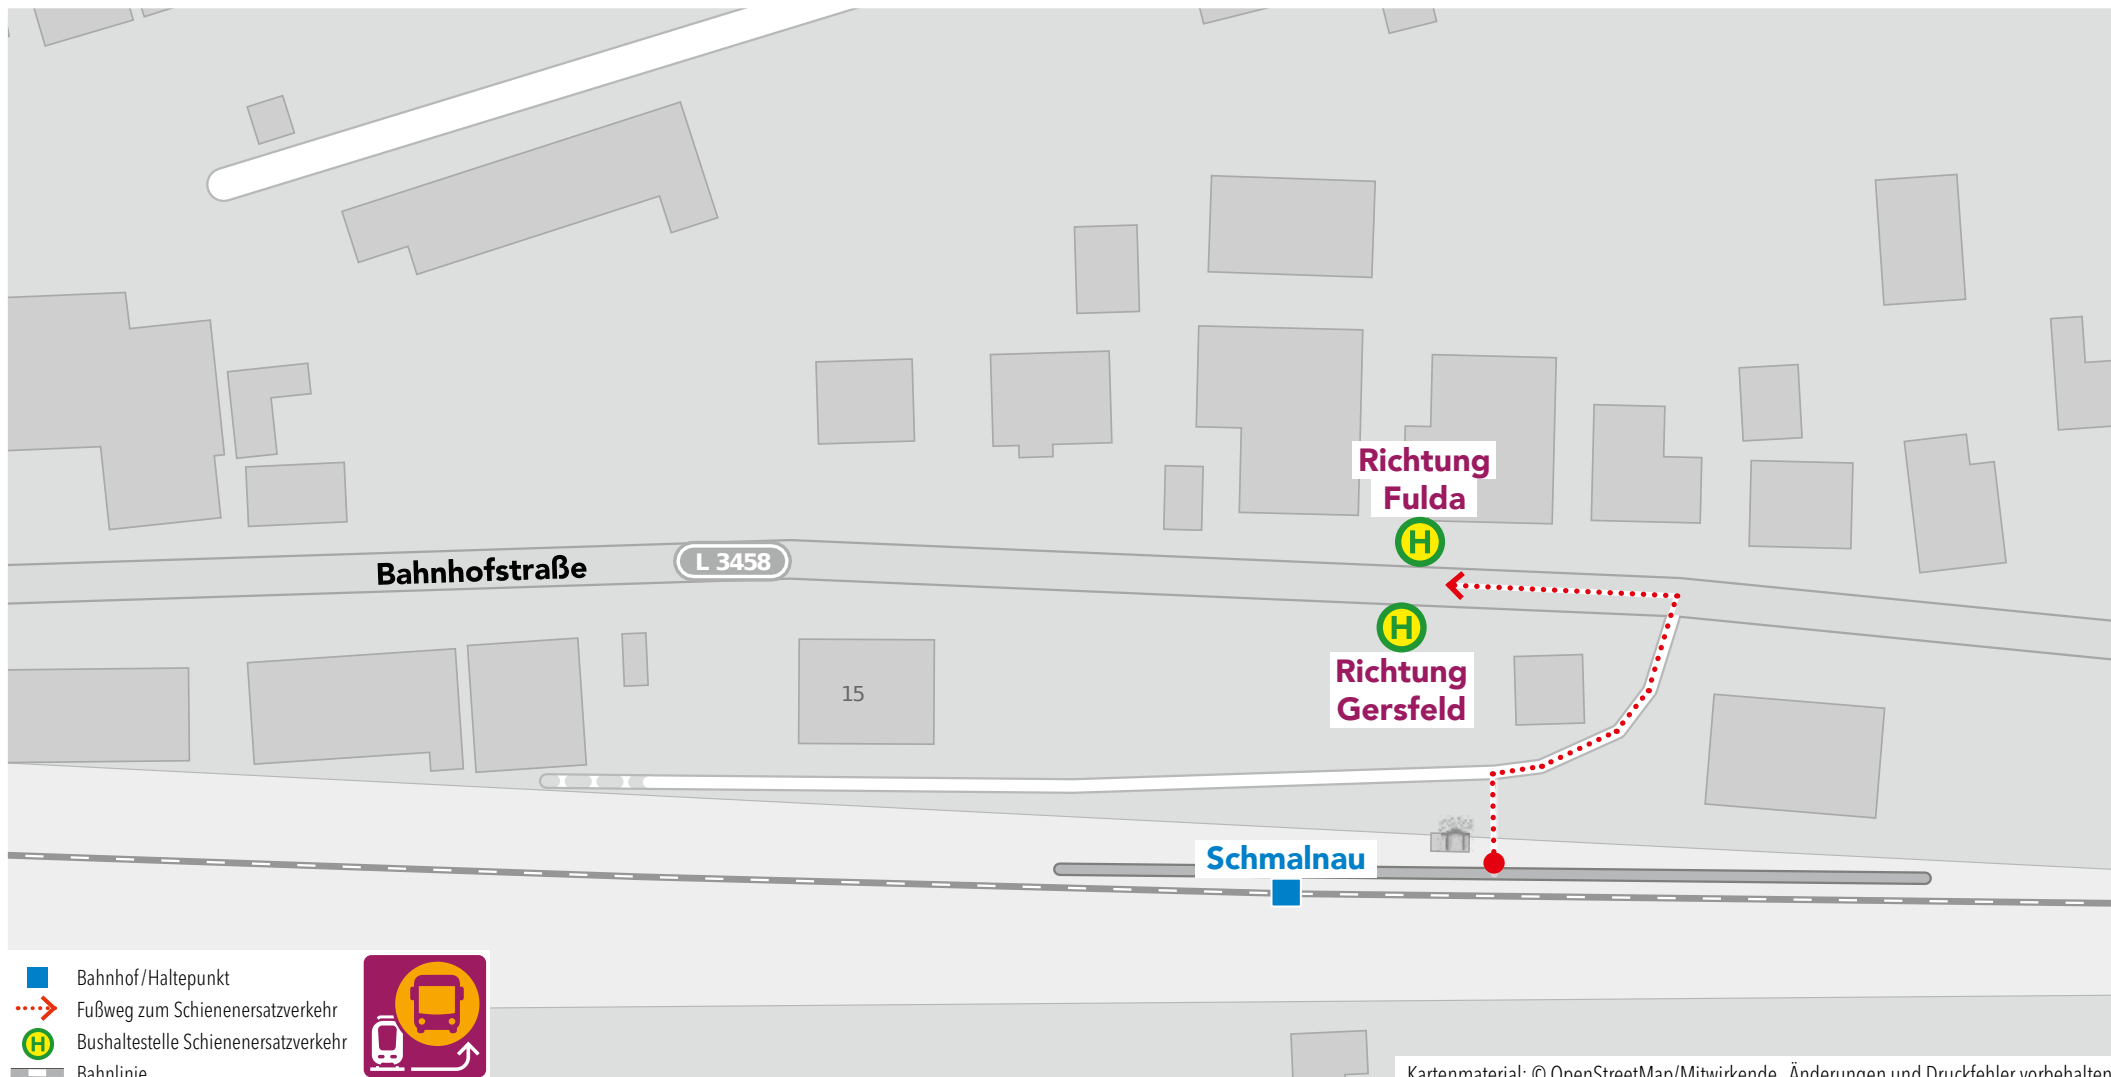 Richtung
Fulda
H
L 3458
Bahnhofstraße
H
Richtung
Gersfeld
15
Schmalnau
Bahnhof/Haltepunkt
Fußweg zum Schienenersatzverkehr
H Bushaltestelle Schienenersatzverkehr
Bahnlinie
Kartenmaterial: © OpenStreetMap/Mitwirkende, Änderungen und Druckfehler vorbehalten